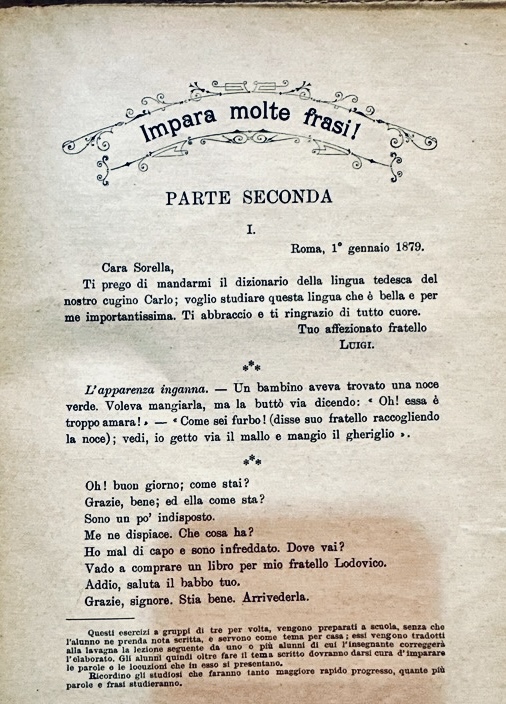 Impara molte frasi!
PARTE SECONDA
I.
Roma, 1° gennaio 1879.
Cara Sorella,
Ti prego di mandarmi il dizionario della lingua tedesca del
nostro cugino Carlo; voglio studiare questa lingua che è bella e per
me importantissima. Ti abbraccio e ti ringrazio di tutto cuore.
Tuo affezionato fratello
LUIGI.
***
L'apparenza inganna. — Un bambino aveva trovato una noce
verde. Voleva mangiarla, ma la buttò via dicendo: « Oh! essa è
troppo amara! » — « Come sei furbo! (disse suo fratello raccogliendo
la noce); vedi, io getto via il mallo e mangio il gheriglio ».
***
Oh! buon giorno; come stai?
Grazie, bene; ed ella come sta?
Sono un po' indisposto.
Me ne dispiace. Che cosa ha?
Ho mal di capo e sono infreddato. Dove vai?
Vado a comprare un libro per mio fratello Lodovico.
Addio, saluta il babbo tuo.
Grazie, signore. Stia bene. Arrivederla.
Questi esercizi a gruppi di tre per volta, vengono preparati a scuola, senza che
l'alunno ne prenda nota scritta, e servono come tema per casa; essi vengono tradotti
alla lavagna la lezione seguente da uno o più alunni di cui l'insegnante correggerà
l'elaborato. Gli alunni quindi oltre fare il tema scritto dovranno darsi cura d'imparare
le parole e le locuzioni che in esso si presentano.
Ricordino gli studiosi che faranno tanto maggiore rapido progresso, quante più
parole e frasi studieranno.